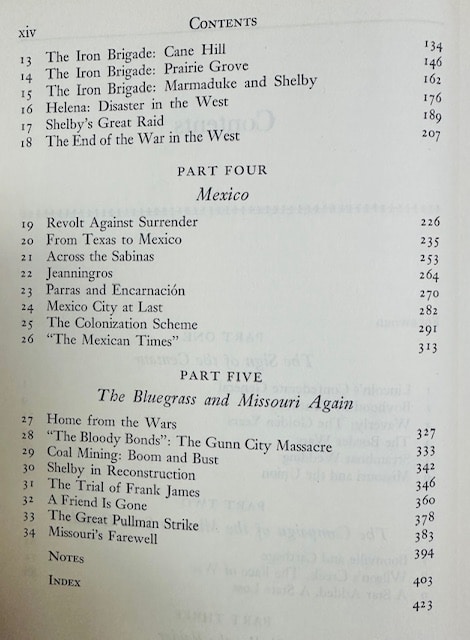 xiv CONTENTS
13 The Iron Brigade: Cane Hill 134
14 The Iron Brigade: Prairie Grove 146
15 The Iron Brigade: Marmaduke and Shelby 162
16 Helena: Disaster in the West 176
17 Shelby's Great Raid 189
18 The End of the War in the West 207
PART FOUR
Mexico
19 Revolt Against Surrender 226
20 From Texas to Mexico 235
21 Across the Sabinas 253
22 Jeanningros 264
23 Parras and Encarnación 270
24 Mexico City at Last 282
25 The Colonization Scheme 291
26 "The Mexican Times" 313
PART FIVE
The Bluegrass and Missouri Again
27 Home from the Wars 327
28 "The Bloody Bonds": The Gunn City Massacre 333
29 Coal Mining: Boom and Bust 342
30 Shelby in Reconstruction 346
31 The Trial of Frank James 360
32 A Friend Is Gone 378
33 The Great Pullman Strike 383
34 Missouri's Farewell 394
NOTES 403
INDEX 423